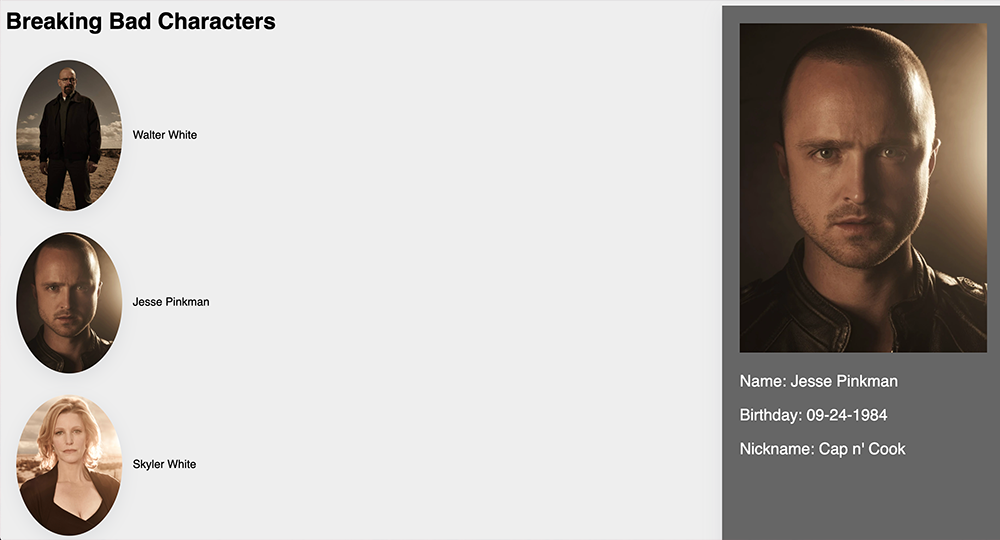 Breaking Bad Characters
Walter White
Jesse Pinkman
Skyler White
Name: Jesse Pinkman
Birthday: 09-24-1984
Nickname: Cap n' Cook